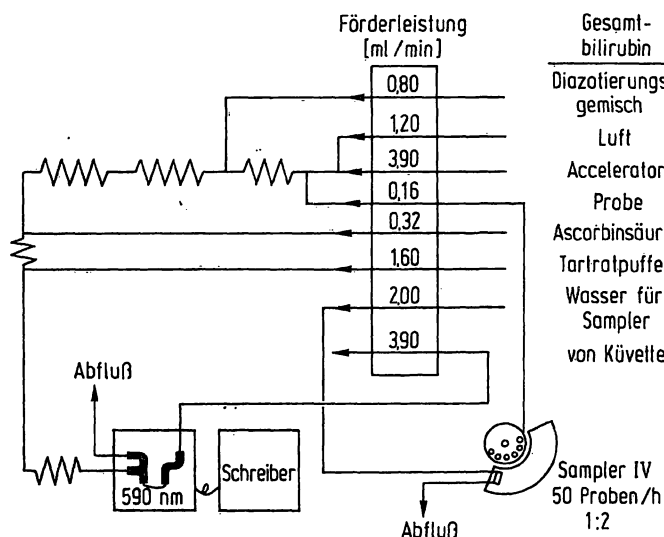 Förderleistung
[ml/min]
Gesamt-
bilirubin
0,80
Diazotierungs
gemisch
1,20
Luft
3,90
Accelerator
0,16
Probe
0,32
Ascorbinsäur
1,60
Tartratpuffe
2,00
Wasser für
Sampler
3,90
von Küvette
Abfluß
590 nm
Schreiber
Abfluß
Sampler IV
50 Proben/h
1:2